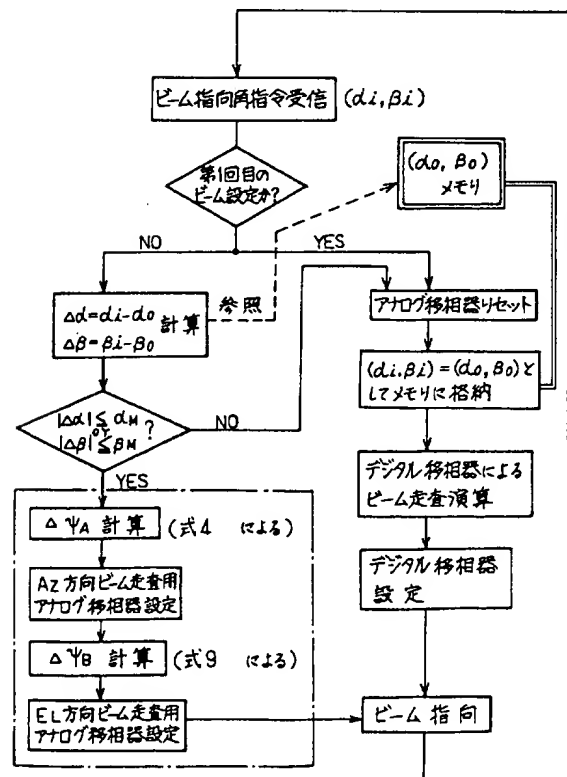 ビーム指向角指令受信 (αi, βi)
第1回目の
ビーム設定か?
(α0, β0)
メモリ
NO
YES
Δα=αi-α0
Δβ=βi-β0
計算
参照
アナログ移相器リセット
(αi, βi)=(α0, β0)と
してメモリに格納
|Δα|≦αM
or
|Δβ|≦βM
?
NO
YES
デジタル移相器による
ビーム走査演算
ΔΨA 計算 (式4 による)
AZ方向ビーム走査用
アナログ移相器設定
デジタル移相器
設定
ΔΨB 計算 (式9 による)
EL方向ビーム走査用
アナログ移相器設定
ビーム指向